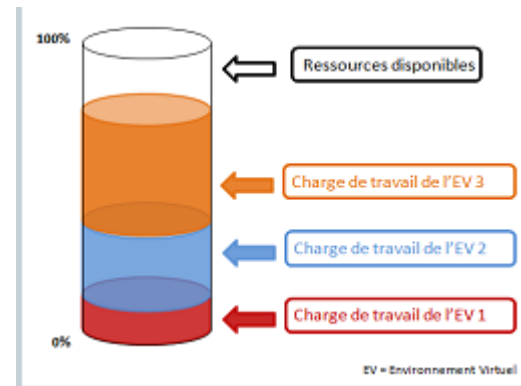 100%
Ressources disponibles
Charge de travail de l'EV 3
Charge de travail de l'EV 2
Charge de travail de l'EV 1
0%
EV = Environnement Virtuel